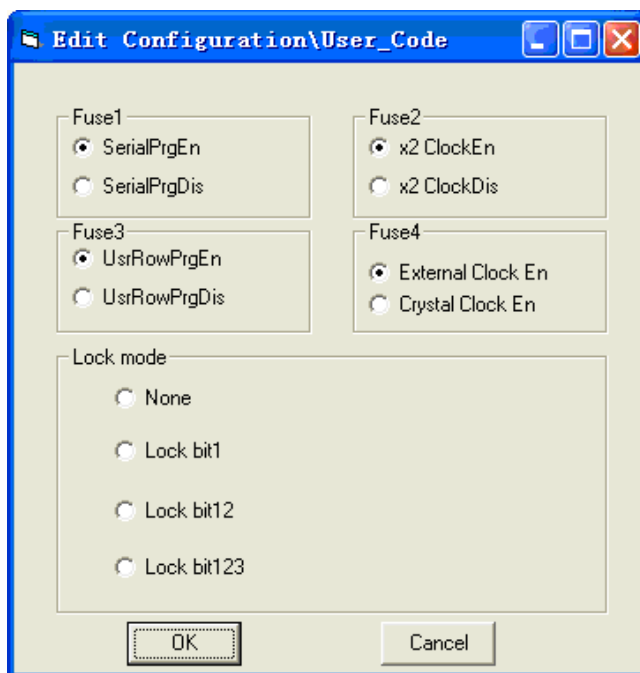 Edit Configuration\User_Code
Fuse1
SerialPrgEn
SerialPrgDis
Fuse2
x2 ClockEn
x2 ClockDis
Fuse3
UsrRowPrgEn
UsrRowPrgDis
Fuse4
External Clock En
Crystal Clock En
Lock mode
None
Lock bit1
Lock bit12
Lock bit123
OK
Cancel